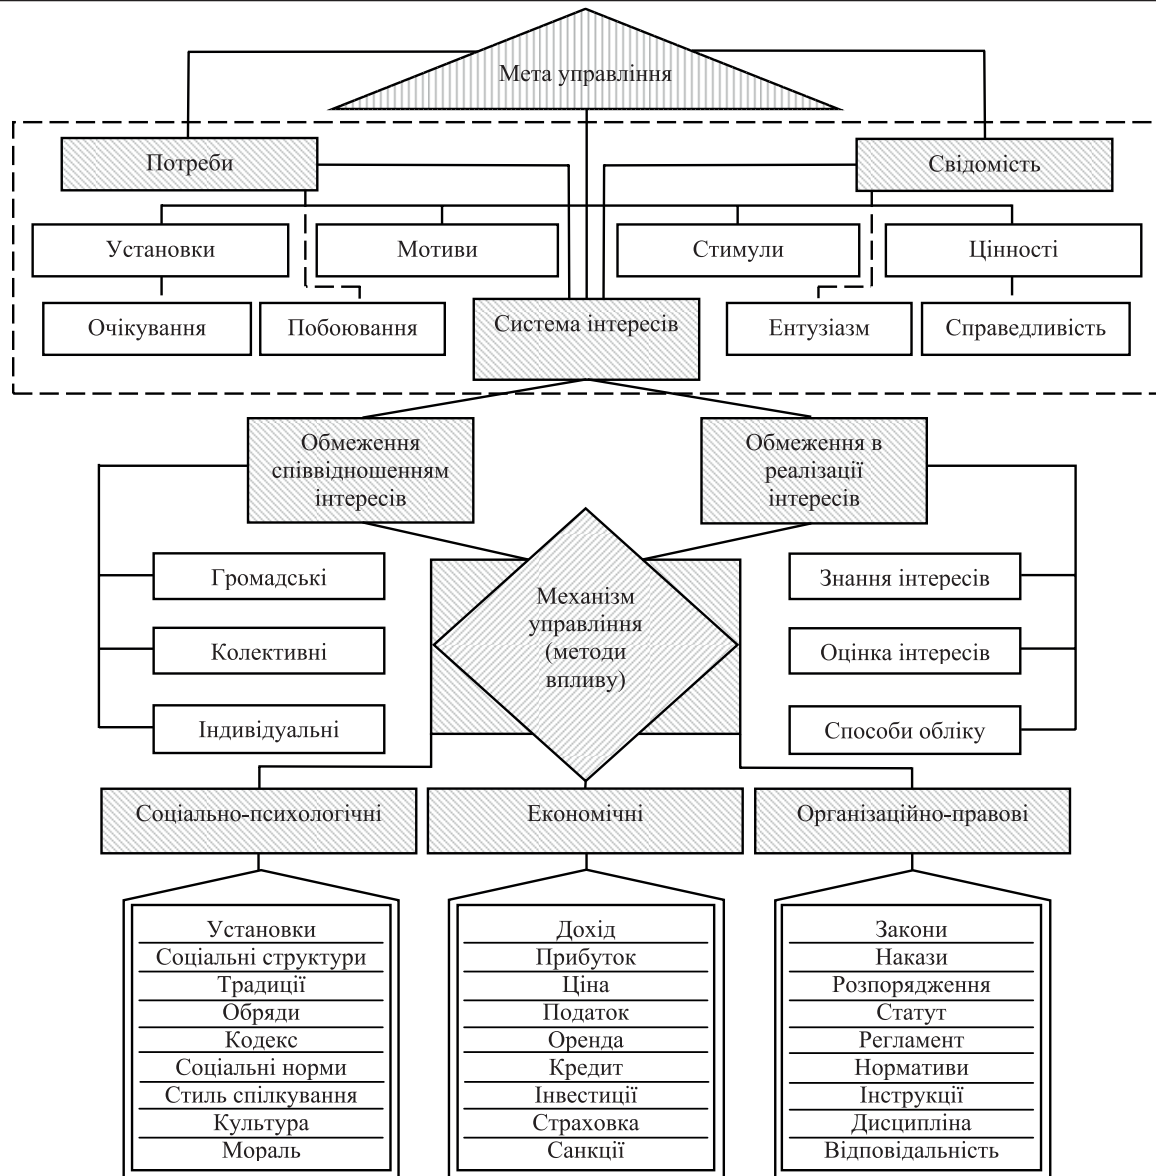 Мета управління
Потреби
Свідомість
Установки
Мотиви
Стимули
Цінності
Очікування
Побоювання
Система інтересів
Ентузіазм
Справедливість
Обмеження
співвідношенням
інтересів
Обмеження в
реалізації
інтересів
Громадські
Колективні
Індивідуальні
Механізм
управління
(методи
впливу)
Знання інтересів
Оцінка інтересів
Способи обліку
Соціально-психологічні
Економічні
Організаційно-правові
Установки
Соціальні структури
Традиції
Обряди
Кодекс
Соціальні норми
Стиль спілкування
Культура
Мораль
Дохід
Прибуток
Ціна
Податок
Оренда
Кредит
Інвестиції
Страховка
Санкції
Закони
Накази
Розпорядження
Статут
Регламент
Нормативи
Інструкції
Дисципліна
Відповідальність